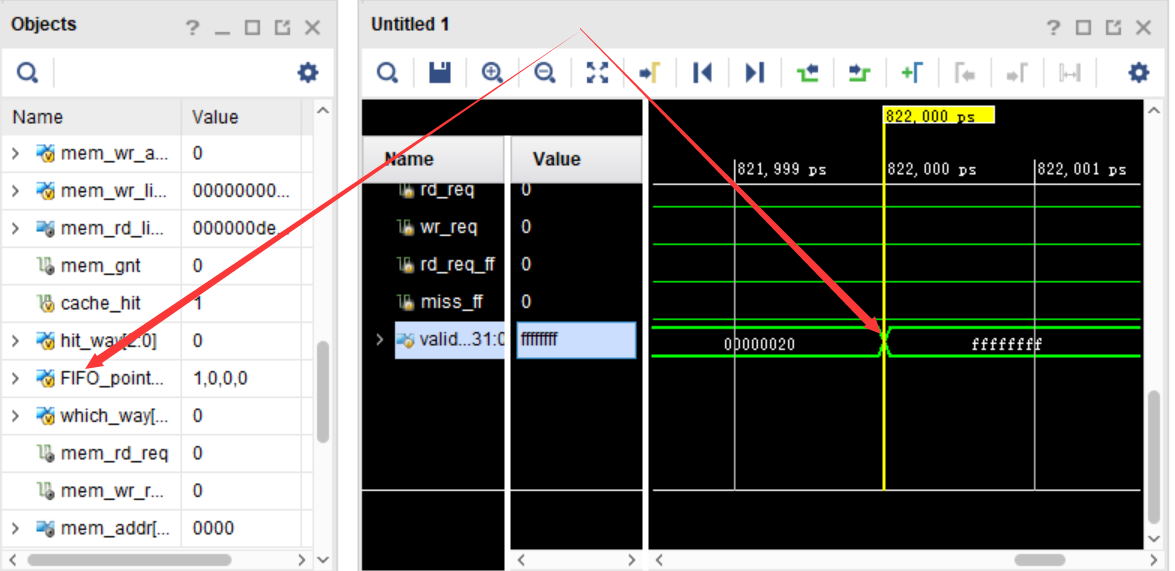 Objects
Name Value
mem_wr_a... 0
mem_wr_li... 00000000...
mem_rd_li... 000000de...
mem_gnt 0
cache_hit 1
hit_way[2:0] 0
FIFO_point... 1,0,0,0
which_way[... 0
mem_rd_req 0
mem_wr_r... 0
mem_addr[... 0000
Untitled 1
Name Value
rd_req 0
wr_req 0
rd_req_ff 0
miss_ff 0
valid...31:0 ffffffff
822,000 ps
821,999 ps 822,000 ps 822,001 ps
00000020 ffffffff